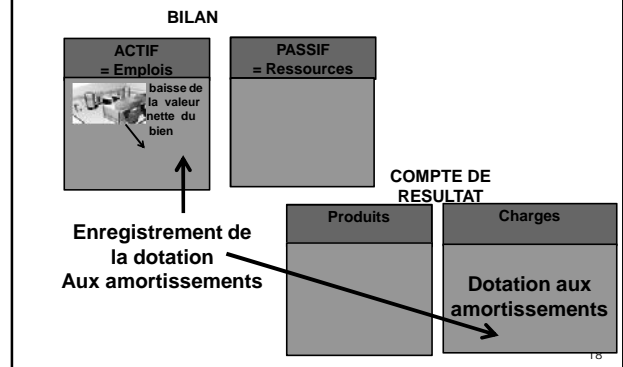 BILAN
ACTIF
= Emplois
PASSIF
= Ressources
baisse de
la valeur
nette du
bien
COMPTE DE
RESULTAT
Produits
Charges
Enregistrement de
la dotation
Aux amortissements
Dotation aux
amortissements
18